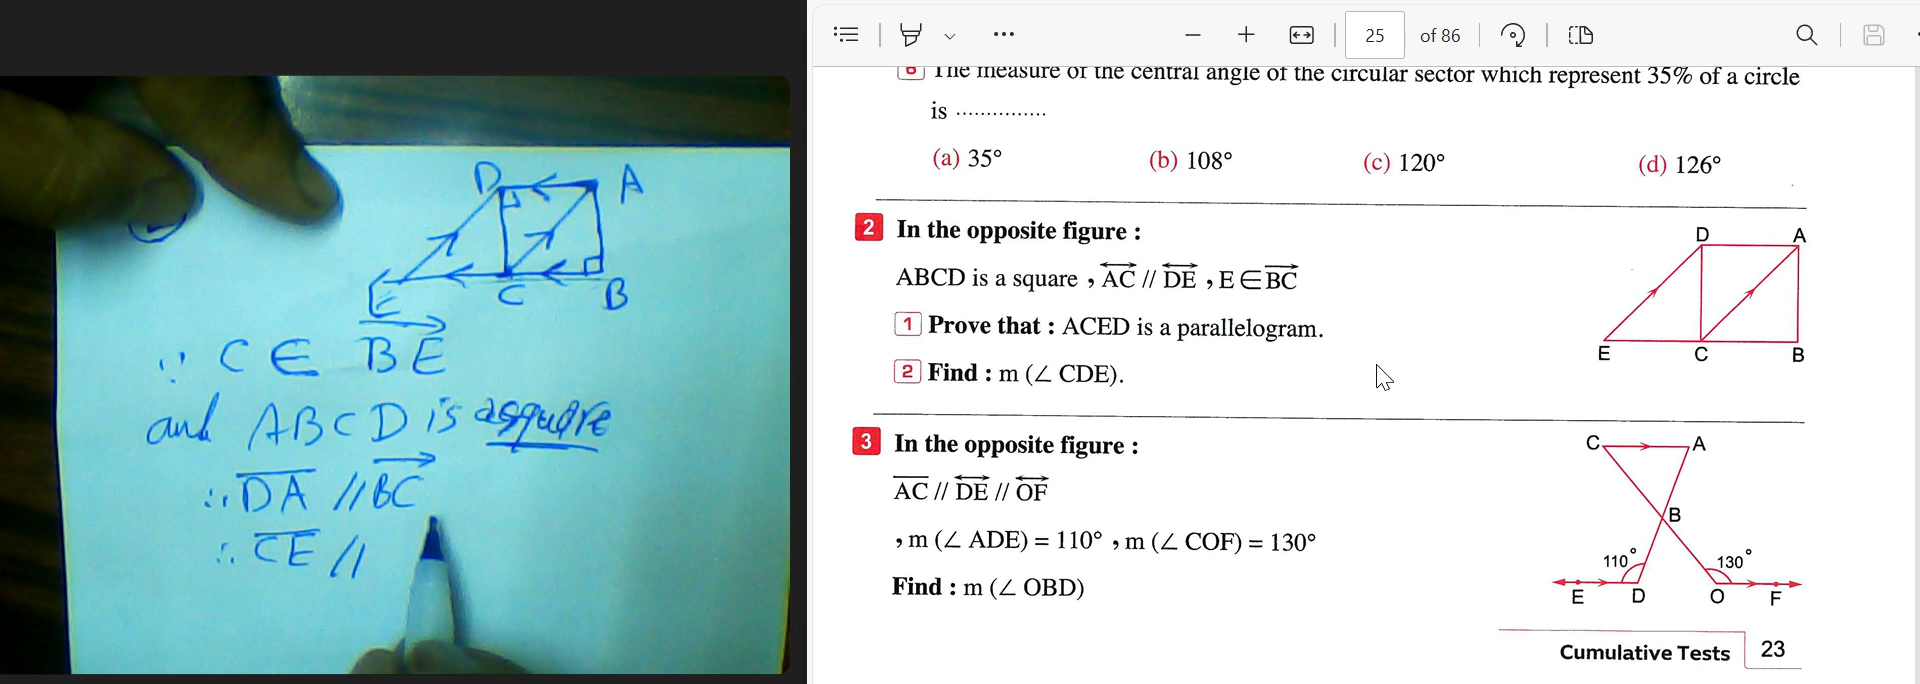 D A
E C B
∵ C ∈ BE
and ABCD is a square
∴ DA // BC
∴ CE //
25 of 86
6 The measure of the central angle of the circular sector which represent 35% of a circle
is ...............
(a) 35° (b) 108° (c) 120° (d) 126°
2 In the opposite figure :
ABCD is a square , AC // DE , E ∈ BC
1 Prove that : ACED is a parallelogram.
2 Find : m (∠ CDE).
D A
E C B
3 In the opposite figure :
AC // DE // OF
, m (∠ ADE) = 110° , m (∠ COF) = 130°
Find : m (∠ OBD)
C A
B
110° 130°
E D O F
Cumulative Tests 23